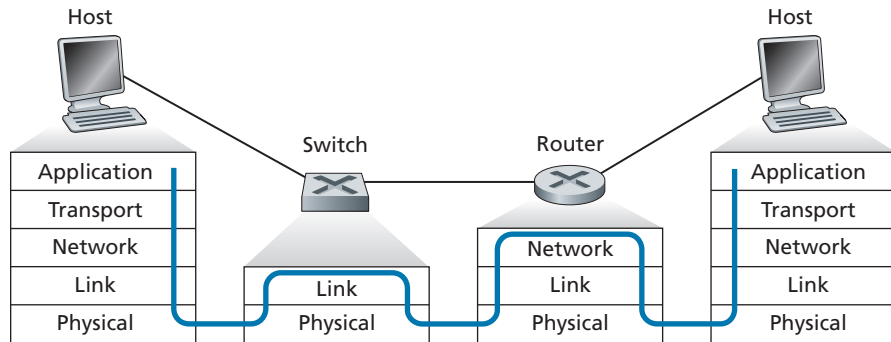 Host
Host
Switch
Router
Application
Transport
Network
Link
Physical
Link
Physical
Network
Link
Physical
Application
Transport
Network
Link
Physical